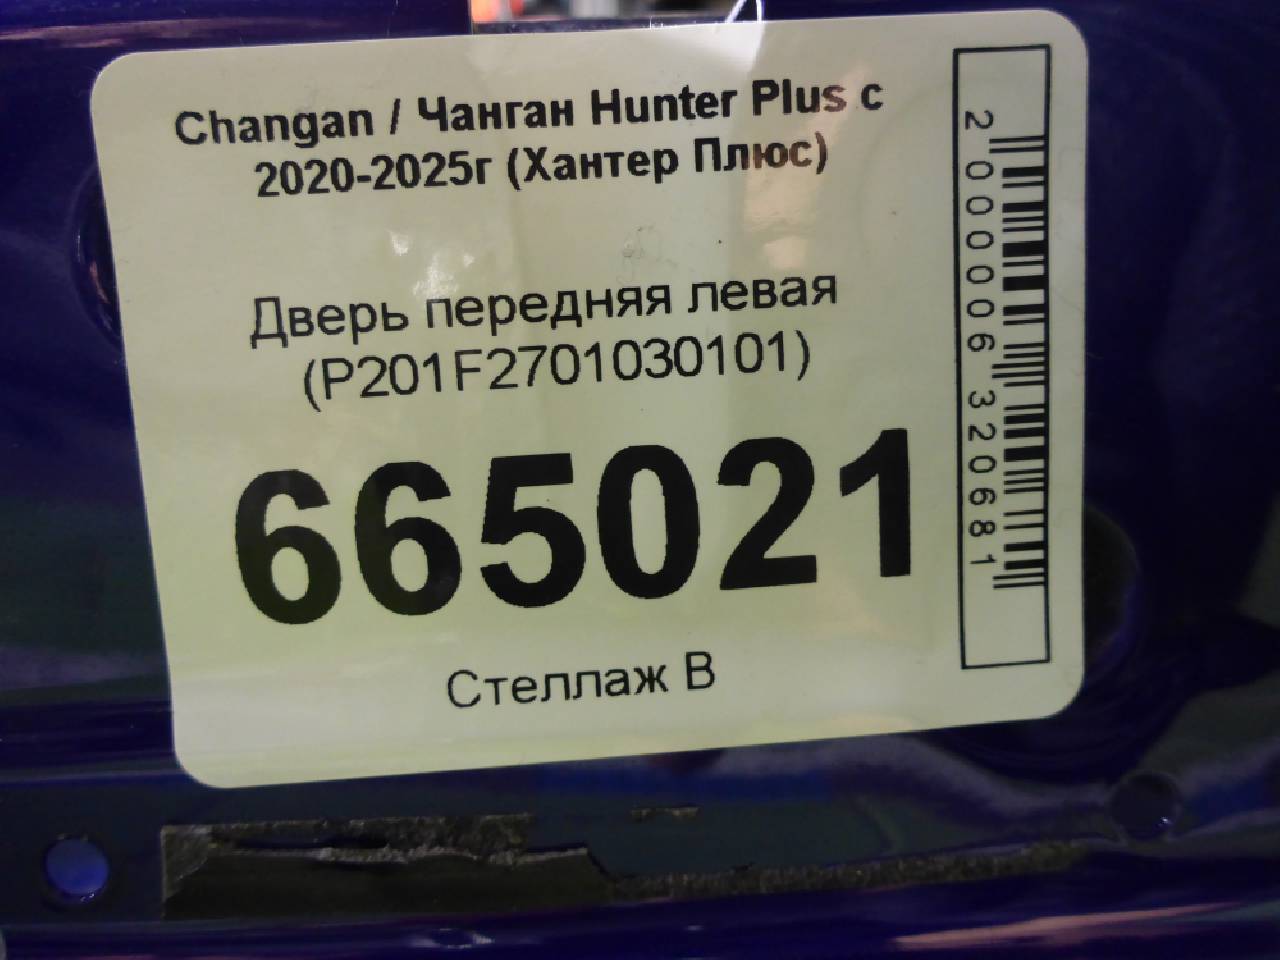 Changan / Чанган Hunter Plus с
2020-2025г (Хантер Плюс)
Дверь передняя левая
(P201F2701030101)
665021
Стеллаж В
2000006320681